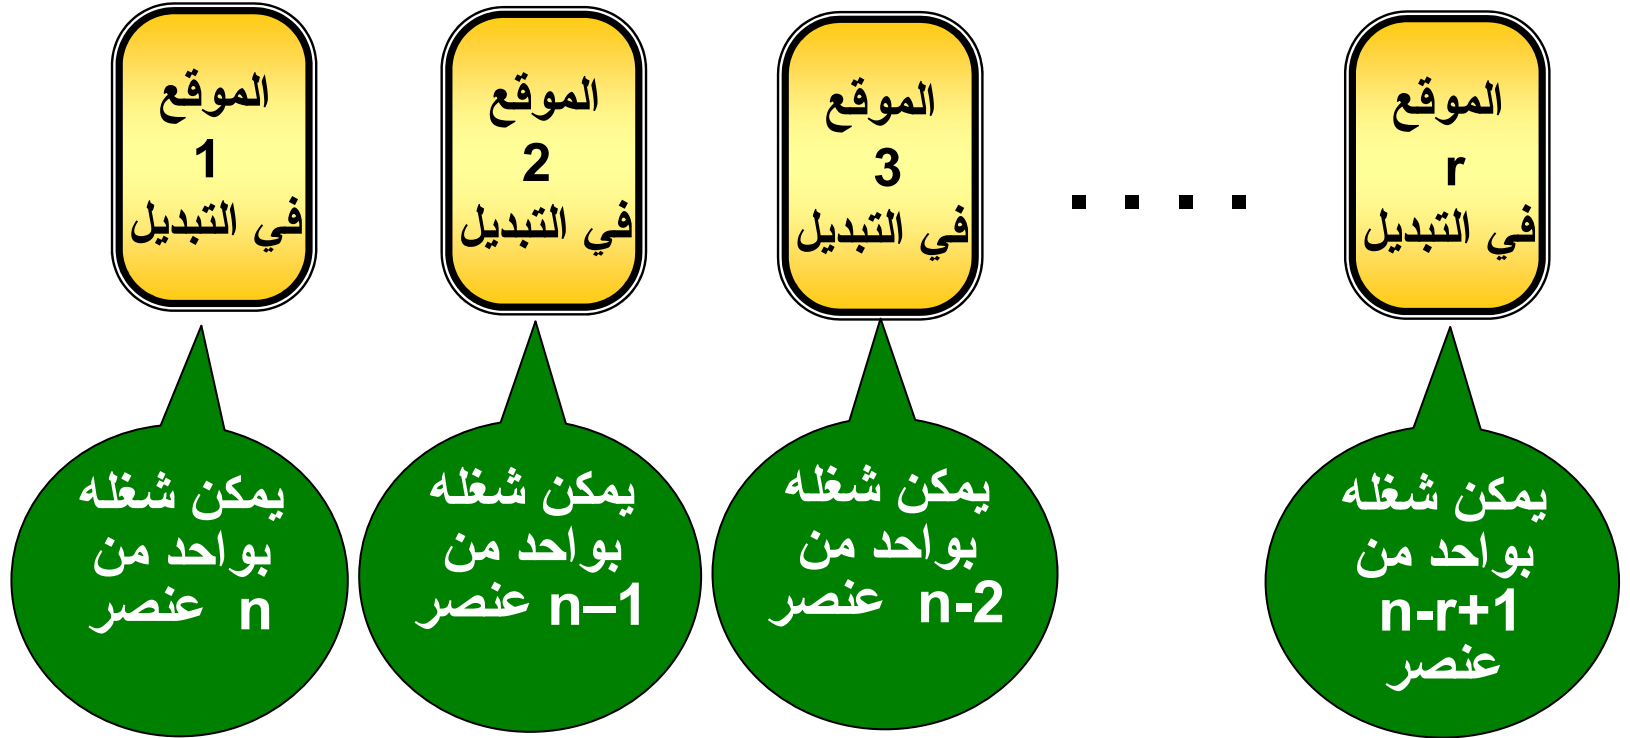 الموقع
1
في التبديل
الموقع
2
في التبديل
الموقع
3
في التبديل
. . . .
الموقع
r
في التبديل
يمكن شغله
بواحد من
n عنصر
يمكن شغله
بواحد من
n–1 عنصر
يمكن شغله
بواحد من
n-2 عنصر
يمكن شغله
بواحد من
n-r+1
عنصر